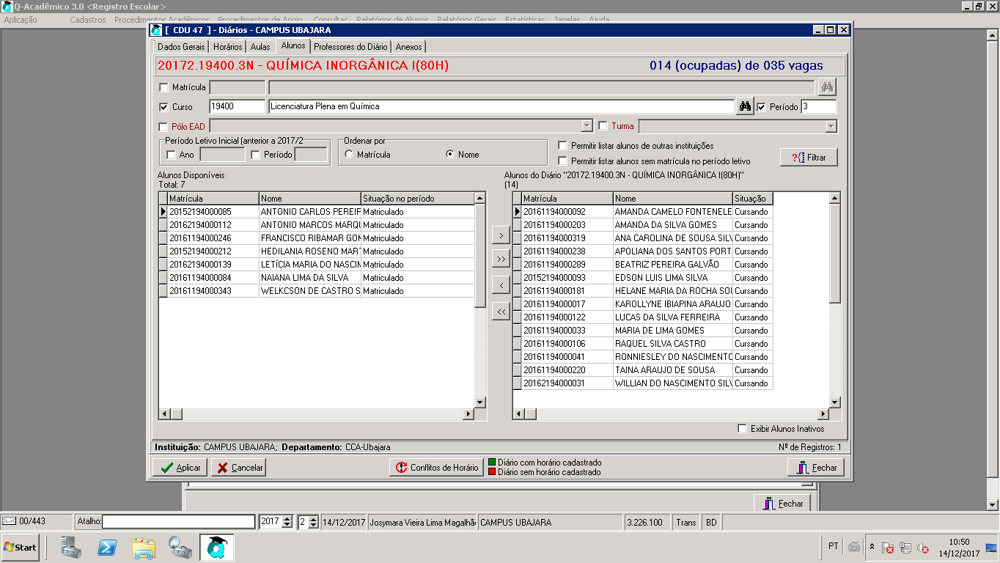 Q-Acadêmico 3.0 <Registro Escolar>
Aplicação Cadastros Procedimentos Acadêmicos Procedimentos de Apoio Consultas Relatórios de Alunos Relatórios Gerais Estatísticas Janelas Ajuda
[ CDU 47 ] - Diários - CAMPUS UBAJARA
Dados Gerais Horários Aulas Alunos Professores do Diário Anexos
20172.19400.3N - QUÍMICA INORGÂNICA I(80H) 014 (ocupadas) de 035 vagas
Matrícula
Curso 19400 Licenciatura Plena em Química Período 3
Pólo EAD Turma
Período Letivo Inicial (anterior a 2017/2 Ordenar por
Ano Período Matrícula Nome
Permitir listar alunos de outras instituições
Permitir listar alunos sem matrícula no período letivo
Filtrar
Alunos Disponíveis
Total: 7
Matrícula Nome Situação no período
20152194000085 ANTONIO CARLOS PEREIF Matriculado
20162194000112 ANTONIO MARCOS MARQU Matriculado
20161194000246 FRANCISCO RIBAMAR GON Matriculado
20152194000212 HEDILANIA ROSENO MART Matriculado
20162194000139 LETÍCIA MARIA DO NASCIN Matriculado
20161194000084 NAIANA LIMA DA SILVA Matriculado
20161194000343 WELKCSON DE CASTRO S Matriculado
>
>>
<
<<
Alunos do Diário "20172.19400.3N - QUÍMICA INORGÂNICA I(80H)"
(14)
Matrícula Nome Situação
20161194000092 AMANDA CAMELO FONTENELE Cursando
20161194000203 AMANDA DA SILVA GOMES Cursando
20161194000319 ANA CAROLINA DE SOUSA SILV Cursando
20161194000238 APOLIANA DOS SANTOS PORT Cursando
20161194000289 BEATRIZ PEREIRA GALVÃO Cursando
20152194000093 EDSON LUIS LIMA SILVA Cursando
20161194000181 HELANE MARIA DA ROCHA SOU Cursando
20161194000017 KAROLLYNE IBIAPINA ARAUJO Cursando
20161194000122 LUCAS DA SILVA FERREIRA Cursando
20161194000033 MARIA DE LIMA GOMES Cursando
20161194000106 RAQUEL SILVA CASTRO Cursando
20161194000041 RONNIESLEY DO NASCIMENTO Cursando
20161194000220 TAINA ARAUJO DE SOUSA Cursando
20162194000031 WILLIAN DO NASCIMENTO SILV Cursando
Exibir Alunos Inativos
Instituição: CAMPUS UBAJARA; Departamento: CCA-Ubajara Nº de Registros: 1
Aplicar Cancelar Conflitos de Horário
Diário com horário cadastrado
Diário sem horário cadastrado
Fechar
Fechar
00/443 Atalho: 2017 2 14/12/2017 Josymara Vieira Lima Magalhã CAMPUS UBAJARA 3.226.100 Trans BD
Start PT 10:50
14/12/2017